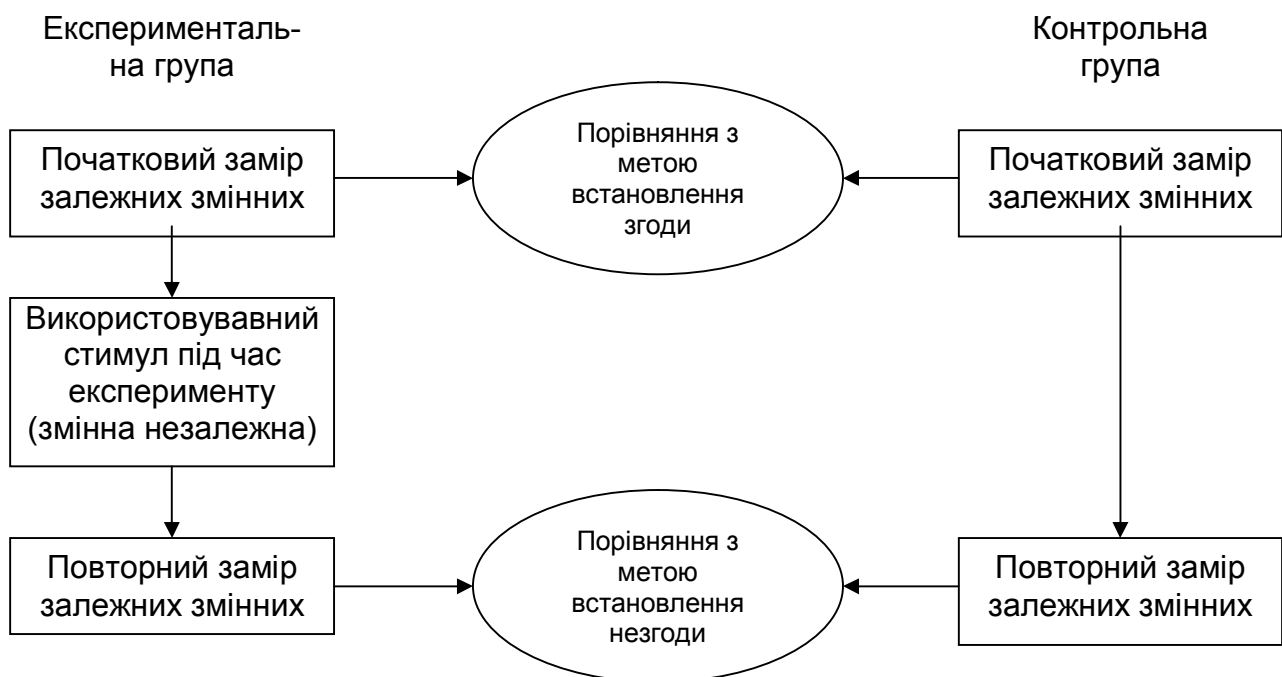 Експерименталь-
на група
Контрольна
група
Початковий замір
залежних змінних
Порівняння з
метою
встановлення
згоди
Початковий замір
залежних змінних
Використовувавний
стимул під час
експерименту
(змінна незалежна)
Повторний замір
залежних змінних
Порівняння з
метою
встановлення
незгоди
Повторний замір
залежних змінних